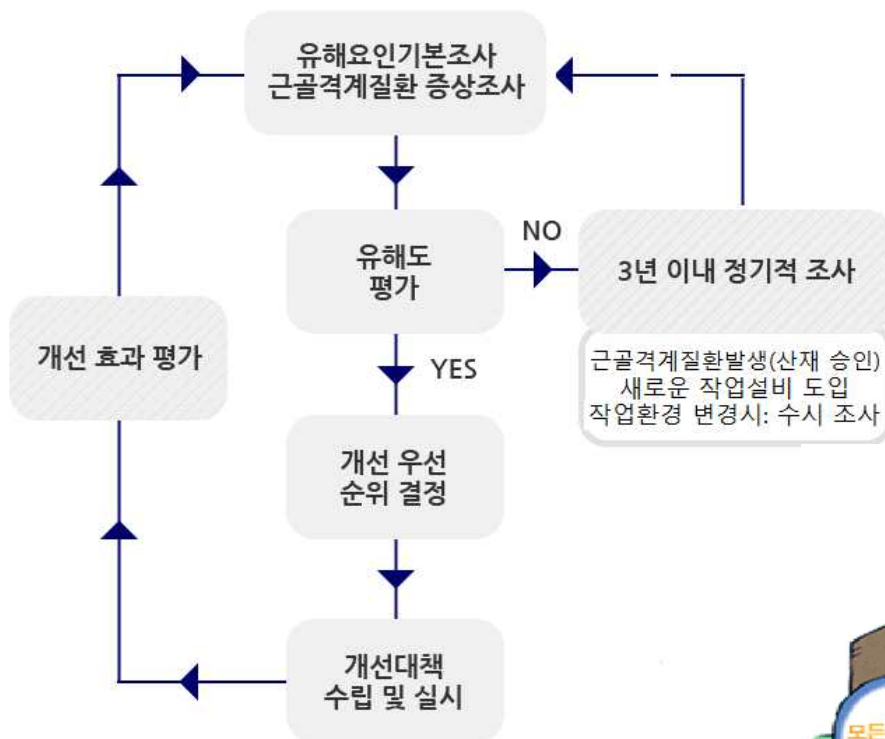 유해요인기본조사
근골격계질환 증상조사
유해도
평가
NO
3년 이내 정기적 조사
근골격계질환발생(산재 승인)
새로운 작업설비 도입
작업환경 변경시: 수시 조사
YES
개선 효과 평가
개선 우선
순위 결정
개선대책
수립 및 실시
모든